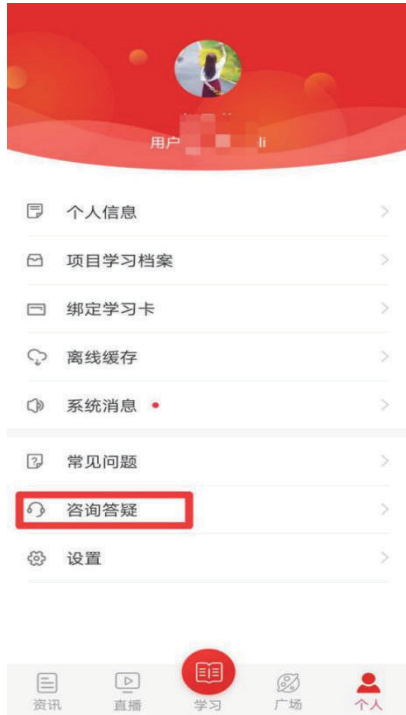 用户 eli
个人信息
项目学习档案
绑定学习卡
离线缓存
系统消息
常见问题
咨询答疑
设置
资讯 直播 学习 广场 个人